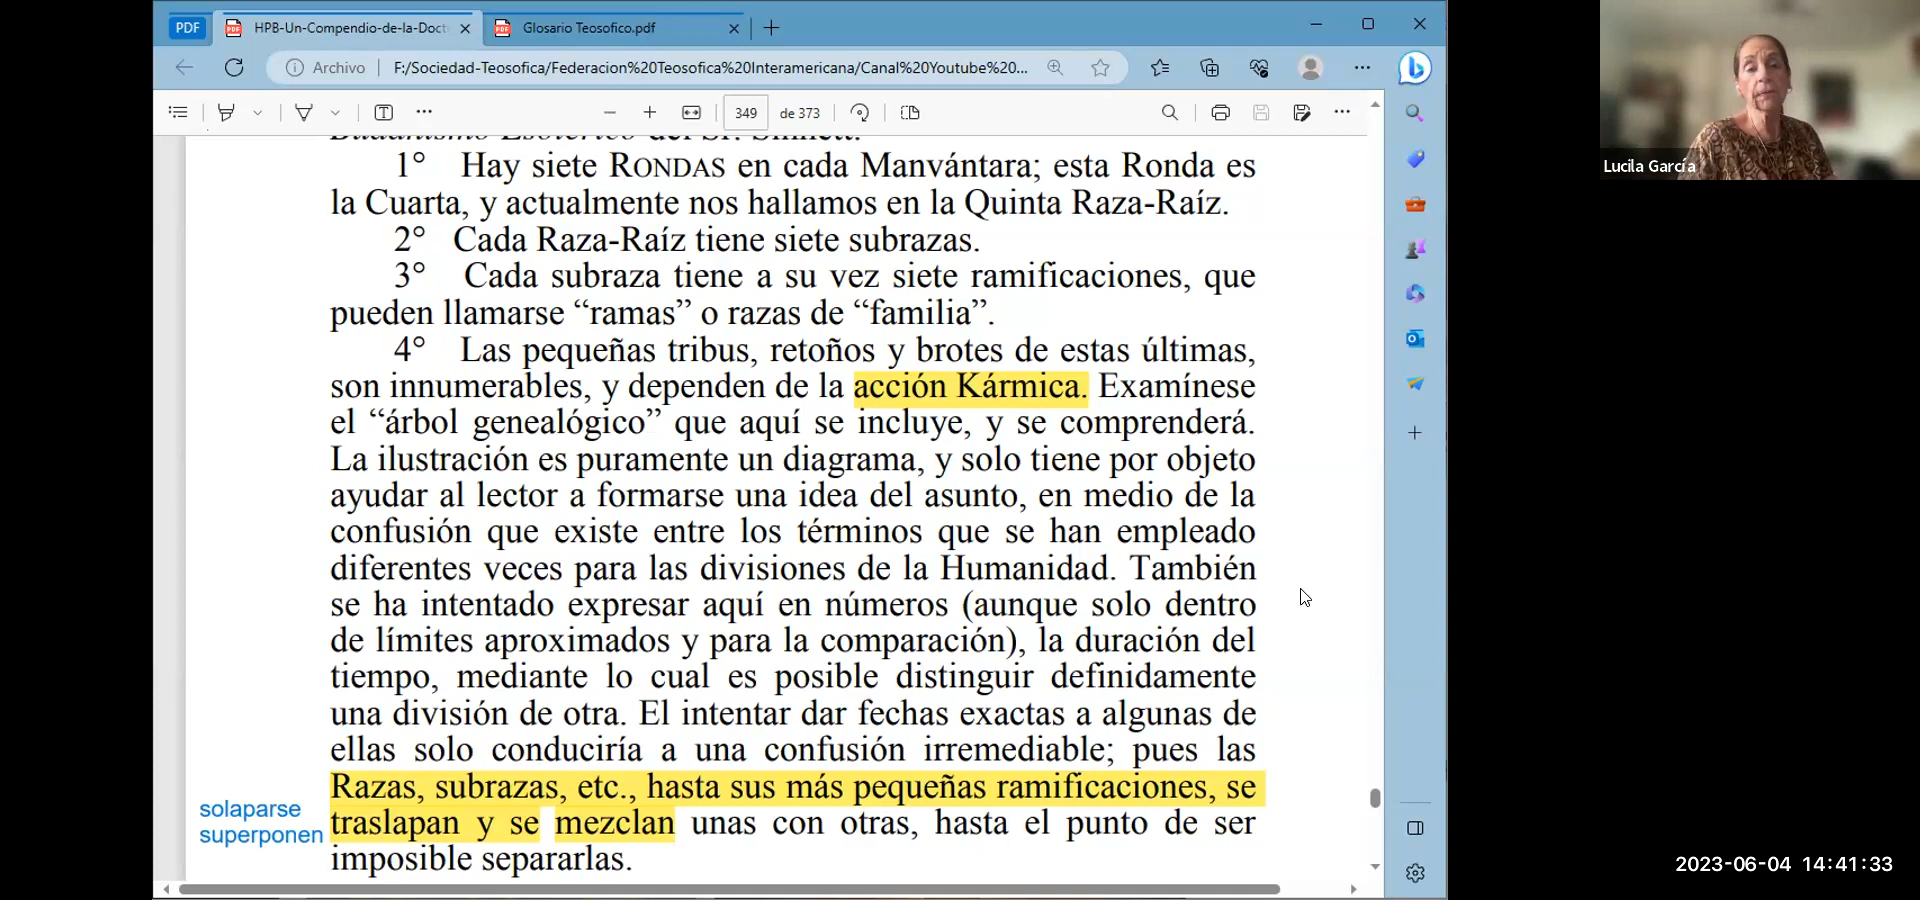 PDF
HPB-Un-Compendio-de-la-Doct
Glosario Teosofico.pdf
Archivo
F:/Sociedad-Teosofica/Federacion%20Teosofica%20Interamericana/Canal%20Youtube%20...
349 de 373
Budahnismo Esotérico del Sr. Sinnett.
1° Hay siete RONDAS en cada Manvántara; esta Ronda es
la Cuarta, y actualmente nos hallamos en la Quinta Raza-Raíz.
2° Cada Raza-Raíz tiene siete subrazas.
3° Cada subraza tiene a su vez siete ramificaciones, que
pueden llamarse “ramas” o razas de “familia”.
4° Las pequeñas tribus, retoños y brotes de estas últimas,
son innumerables, y dependen de la acción Kármica. Examínese
el “árbol genealógico” que aquí se incluye, y se comprenderá.
La ilustración es puramente un diagrama, y solo tiene por objeto
ayudar al lector a formarse una idea del asunto, en medio de la
confusión que existe entre los términos que se han empleado
diferentes veces para las divisiones de la Humanidad. También
se ha intentado expresar aquí en números (aunque solo dentro
de límites aproximados y para la comparación), la duración del
tiempo, mediante lo cual es posible distinguir definidamente
una división de otra. El intentar dar fechas exactas a algunas de
ellas solo conduciría a una confusión irremediable; pues las
Razas, subrazas, etc., hasta sus más pequeñas ramificaciones, se
traslapan y se mezclan unas con otras, hasta el punto de ser
imposible separarlas.
solaparse
superponen
Lucila García
2023-06-04 14:41:33